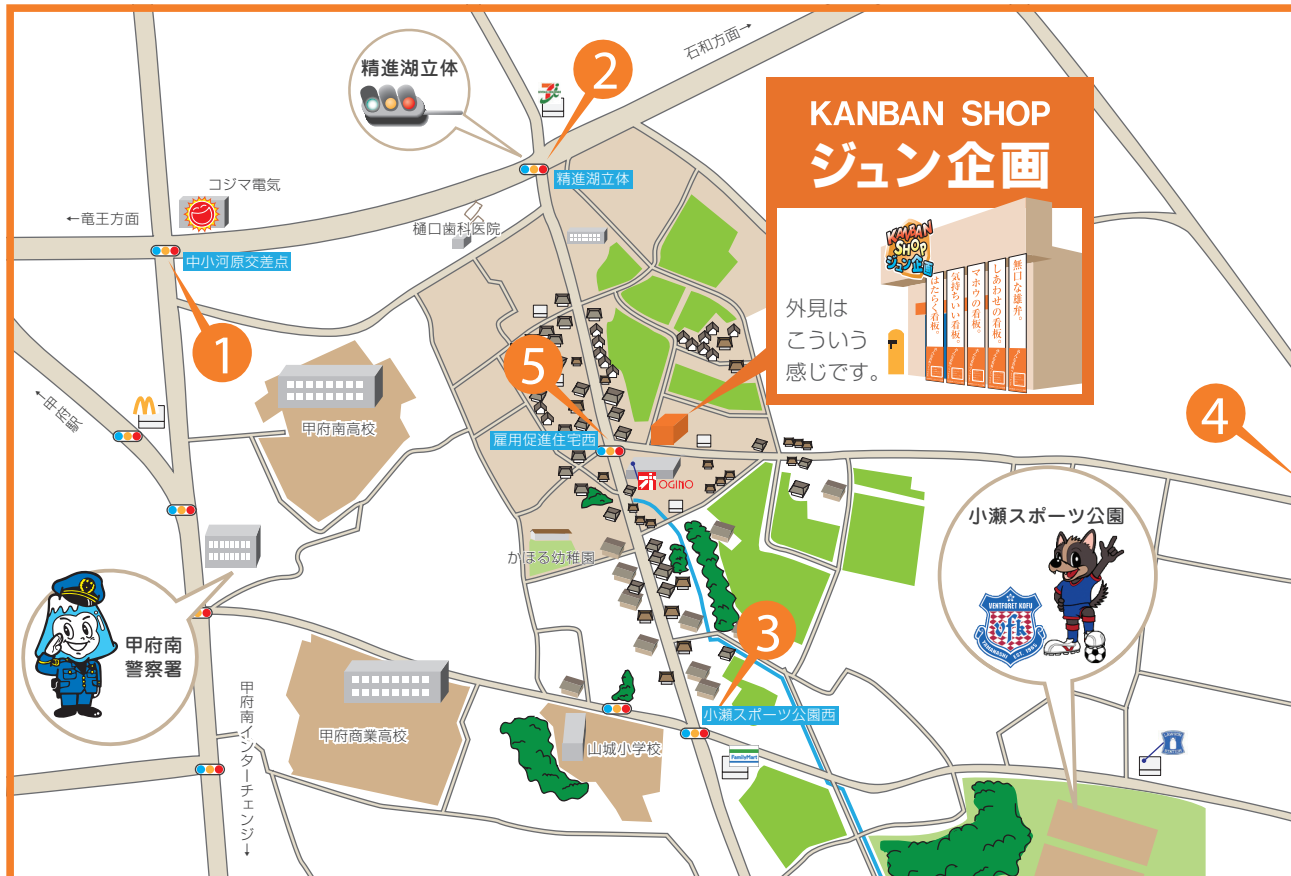 石和方面→
精進湖立体
2
KANBAN SHOP
ジュン企画
精進湖立体
コジマ電気
←竜王方面
樋口歯科医院
中小河原交差点
KANBAN
SHOP
ジュン企画
無口な雄弁。
しあわせの看板。
マホウの看板。
気持ちいい看板。
はたらく看板。
外見は
こういう
感じです。
1
5
4
←甲府駅
甲府南高校
雇用促進住宅西
OGINO
小瀬スポーツ公園
かほる幼稚園
VENTFORET KOFU
vfk
YAMANASHI EST. 1965
3
甲府南
警察署
小瀬スポーツ公園西
甲府商業高校
山城小学校
FamilyMart
LAWSON
STATION
甲府南インターチェンジ→